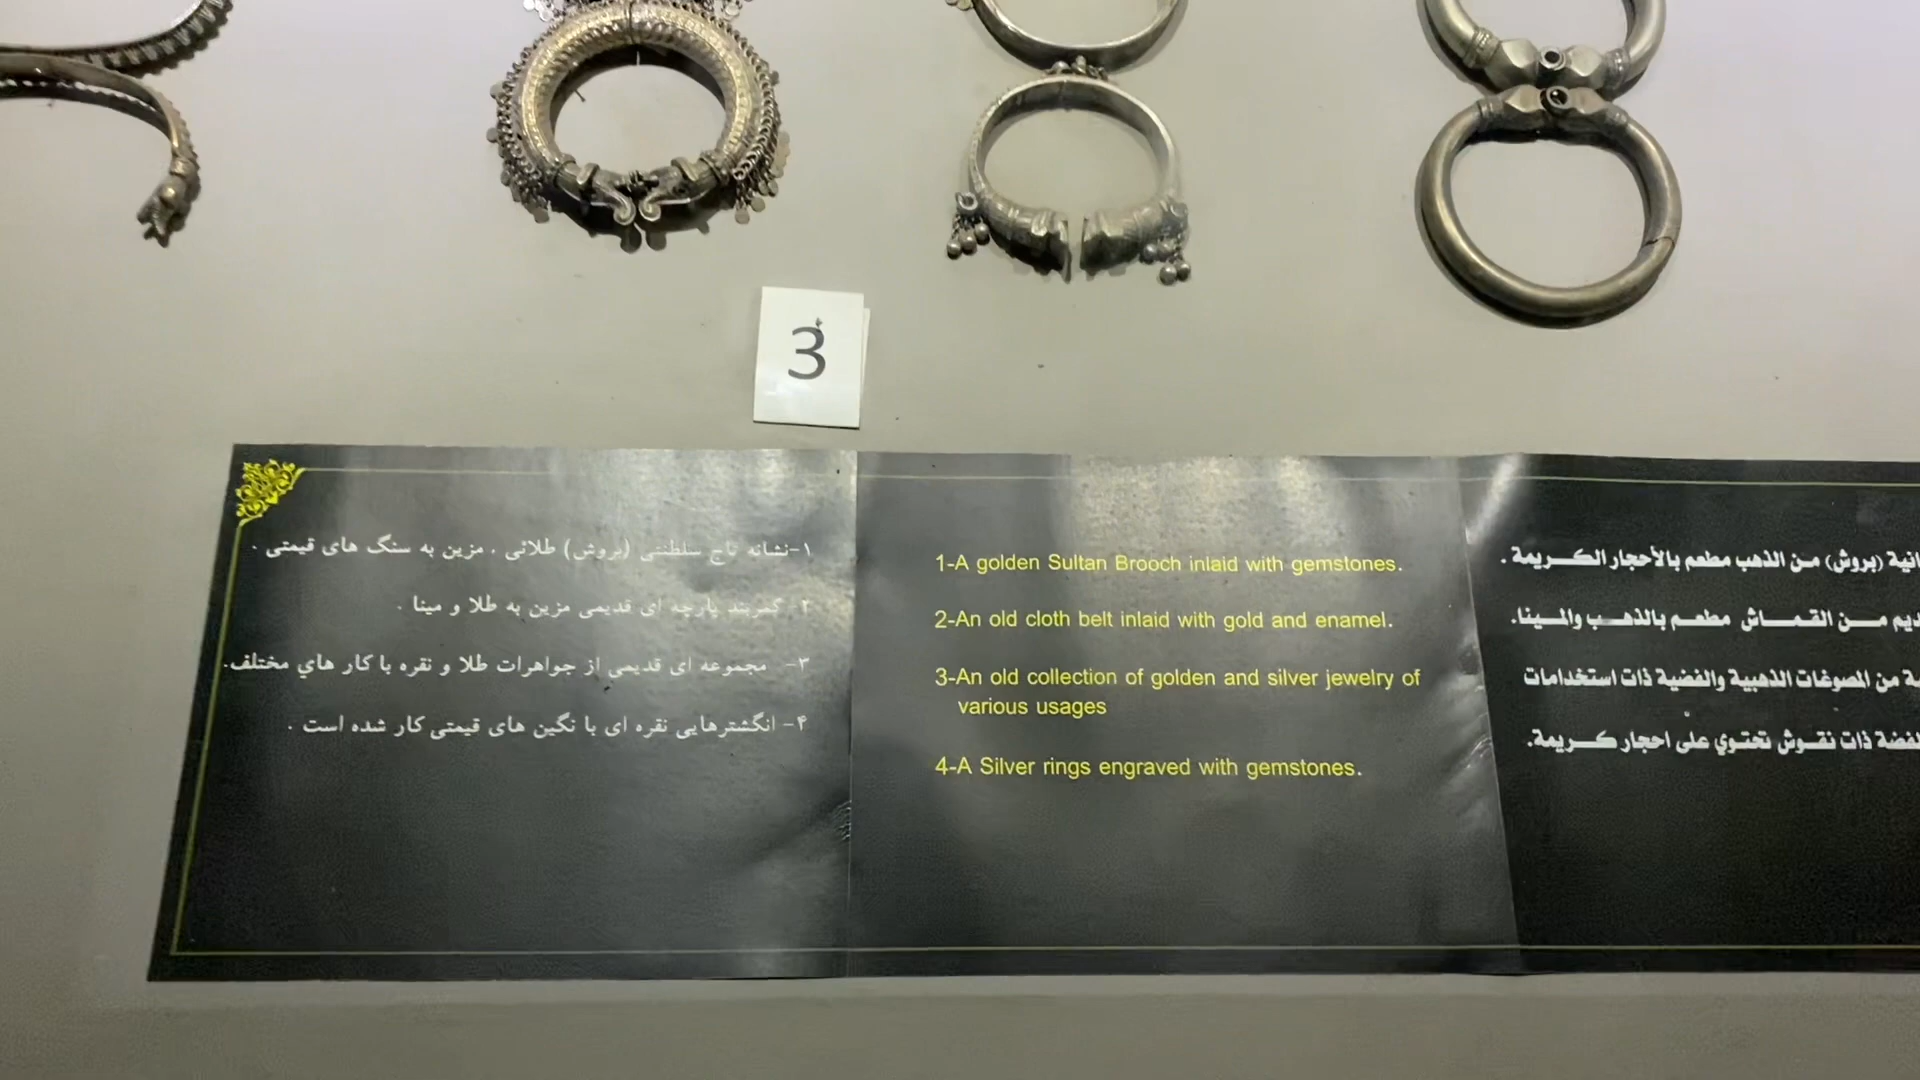 3
۱-نشانه تاج سلطنتی (بروش) طلائی ، مزین به سنگ های قیمتی .
۲- کمربند پارچه ای قدیمی مزین به طلا و مینا .
۳- مجموعه ای قدیمی از جواهرات طلا و نقره با کار هاي مختلف.
۴- انگشترهایی نقره ای با نگین های قیمتی کار شده است .
1-A golden Sultan Brooch inlaid with gemstones.
2-An old cloth belt inlaid with gold and enamel.
3-An old collection of golden and silver jewelry of
various usages
4-A Silver rings engraved with gemstones.
(بروش) من الذهب مطعم بالأحجار الكريمة.
من القماش مطعم بالذهب والمينا.
من المصوغات الذهبية والفضية ذات استخدامات
ذات نقوش تحتوي على احجار كريمة.